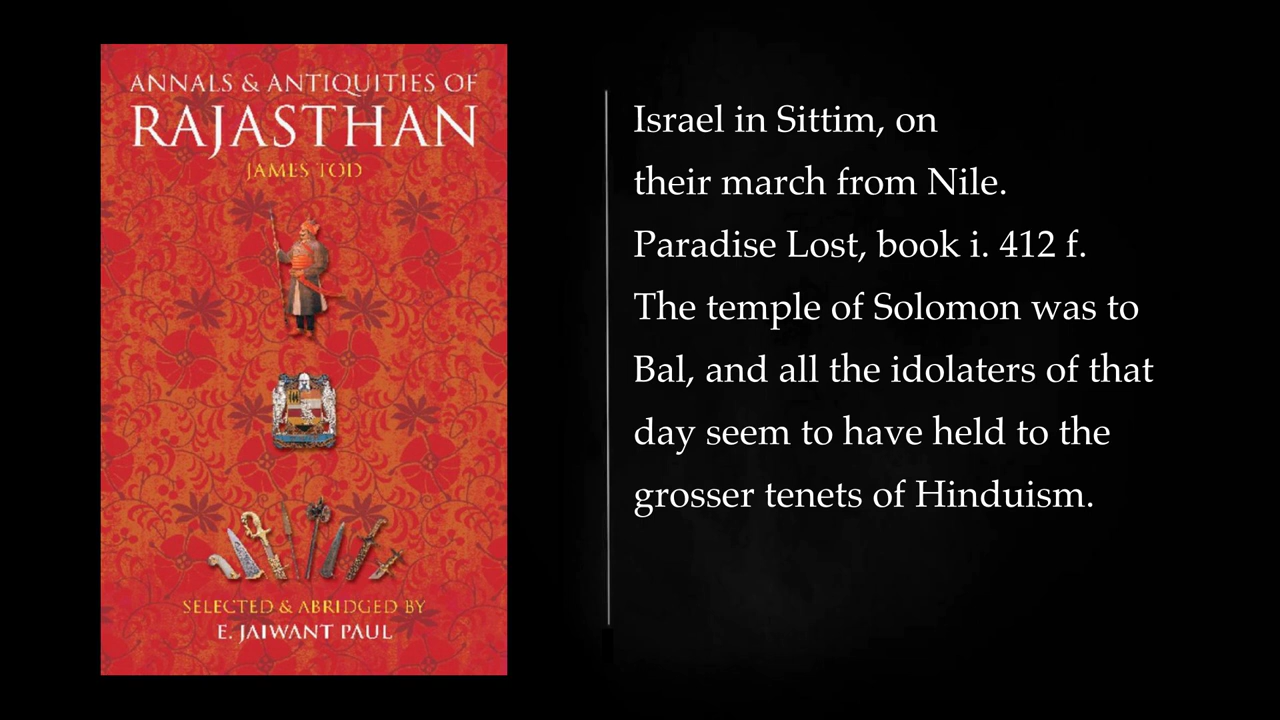 ANNALS & ANTIQUITIES OF
RAJASTHAN
JAMES TOD
SELECTED & ABRIDGED BY
E. JAIWANT PAUL
Israel in Sittim, on
their march from Nile.
Paradise Lost, book i. 412 f.
The temple of Solomon was to
Bal, and all the idolaters of that
day seem to have held to the
grosser tenets of Hinduism.